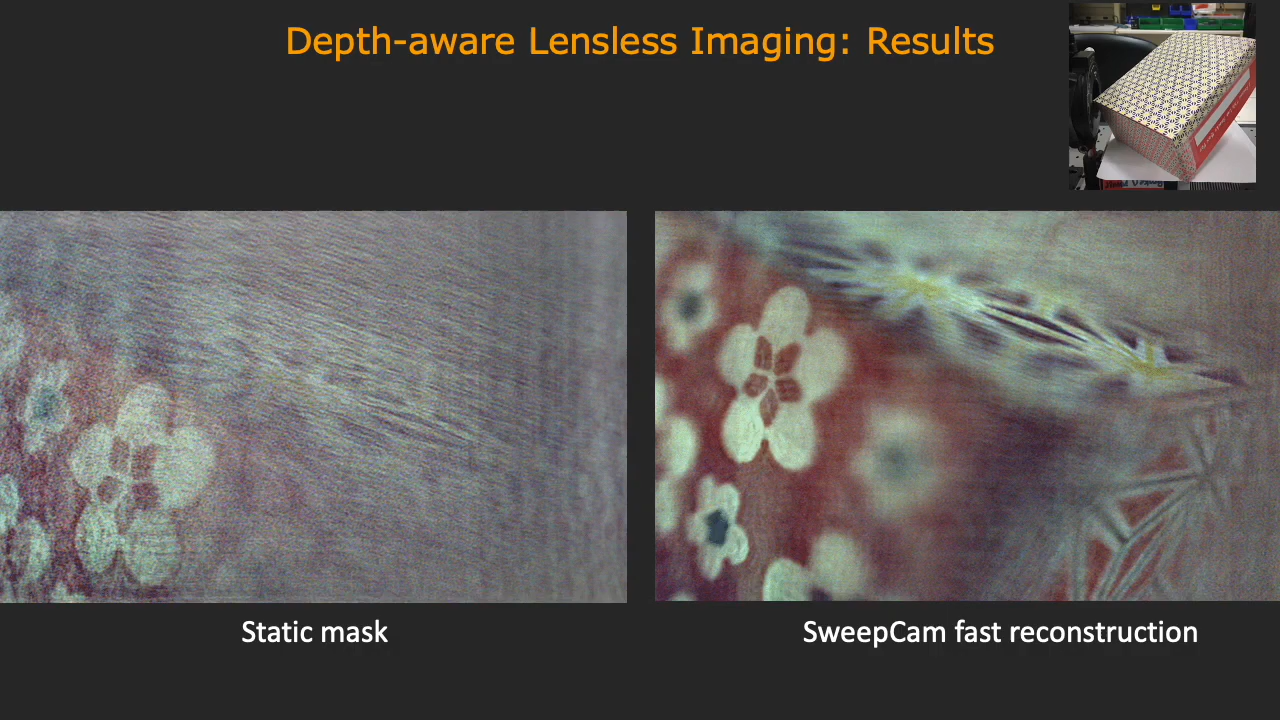 Depth-aware Lensless Imaging: Results
Static mask
SweepCam fast reconstruction